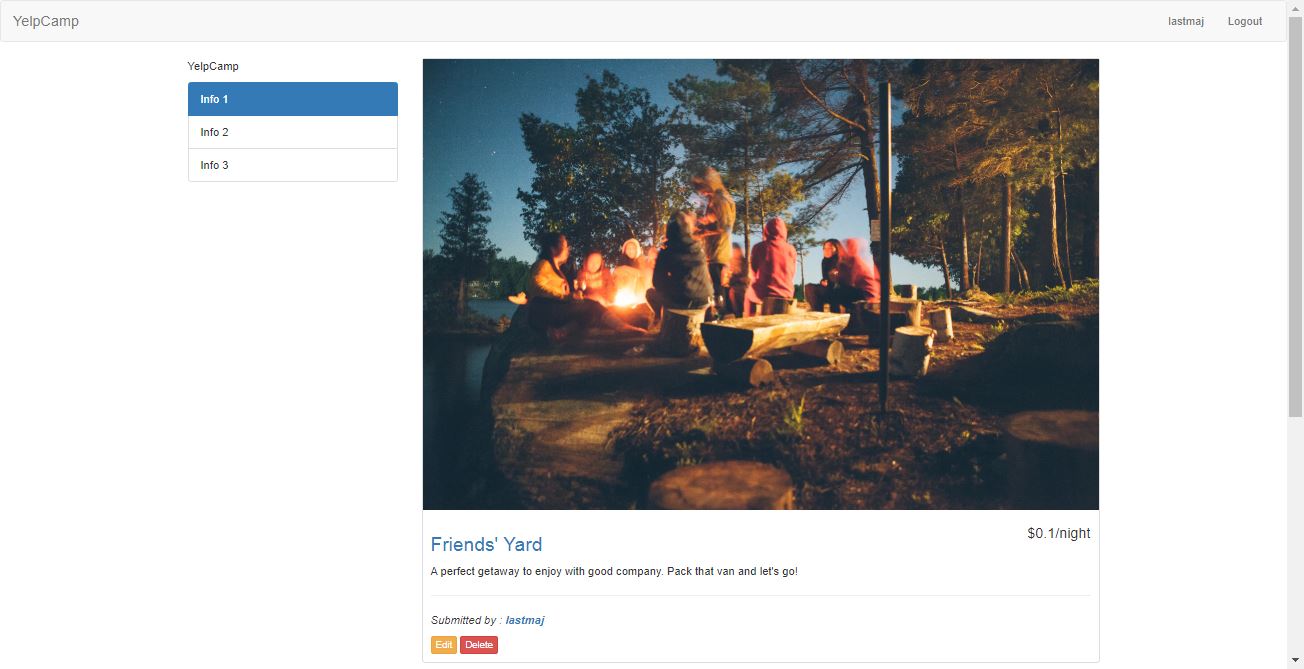 YelpCamp
lastmaj
Logout
YelpCamp
Info 1
Info 2
Info 3
$0.1/night
Friends' Yard
A perfect getaway to enjoy with good company. Pack that van and let's go!
Submitted by : lastmaj
Edit Delete